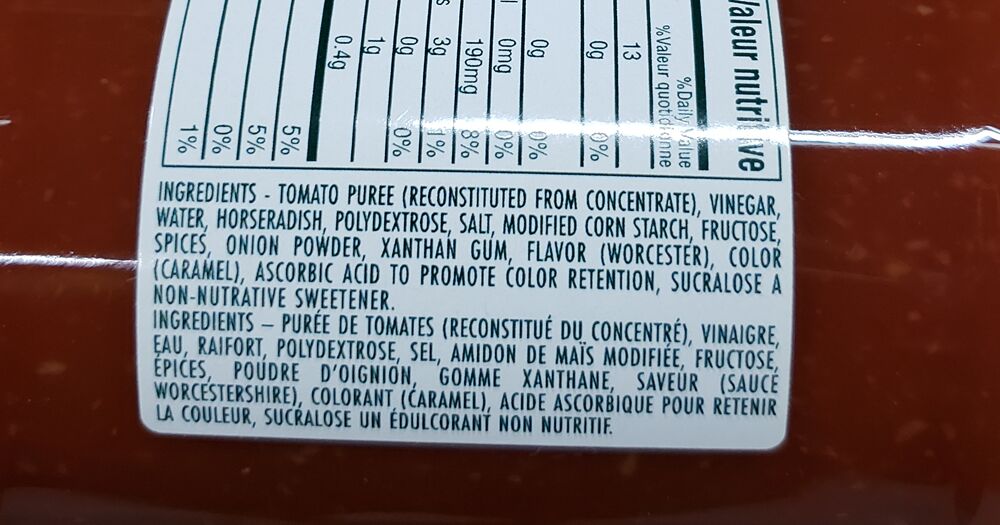 Valeur nutritive
% Daily Value
% Valeur quotidienne
13
0g 0%
0g 0%
0mg 0%
190mg 8%
3g 1%
0g 0%
1g
0.4g
5%
5%
0%
1%
INGREDIENTS - TOMATO PUREE (RECONSTITUTED FROM CONCENTRATE), VINEGAR,
WATER, HORSERADISH, POLYDEXTROSE, SALT, MODIFIED CORN STARCH, FRUCTOSE,
SPICES, ONION POWDER, XANTHAN GUM, FLAVOR (WORCESTER), COLOR
(CARAMEL), ASCORBIC ACID TO PROMOTE COLOR RETENTION, SUCRALOSE A
NON-NUTRATIVE SWEETENER.
INGREDIENTS – PURÉE DE TOMATES (RECONSTITUÉ DU CONCENTRÉ), VINAIGRE,
EAU, RAIFORT, POLYDEXTROSE, SEL, AMIDON DE MAÏS MODIFIÉE, FRUCTOSE,
ÉPICES, POUDRE D'OIGNION, GOMME XANTHANE, SAVEUR (SAUCE
WORCESTERSHIRE), COLORANT (CARAMEL), ACIDE ASCORBIQUE POUR RETENIR
LA COULEUR, SUCRALOSE UN ÉDULCORANT NON NUTRITIF.